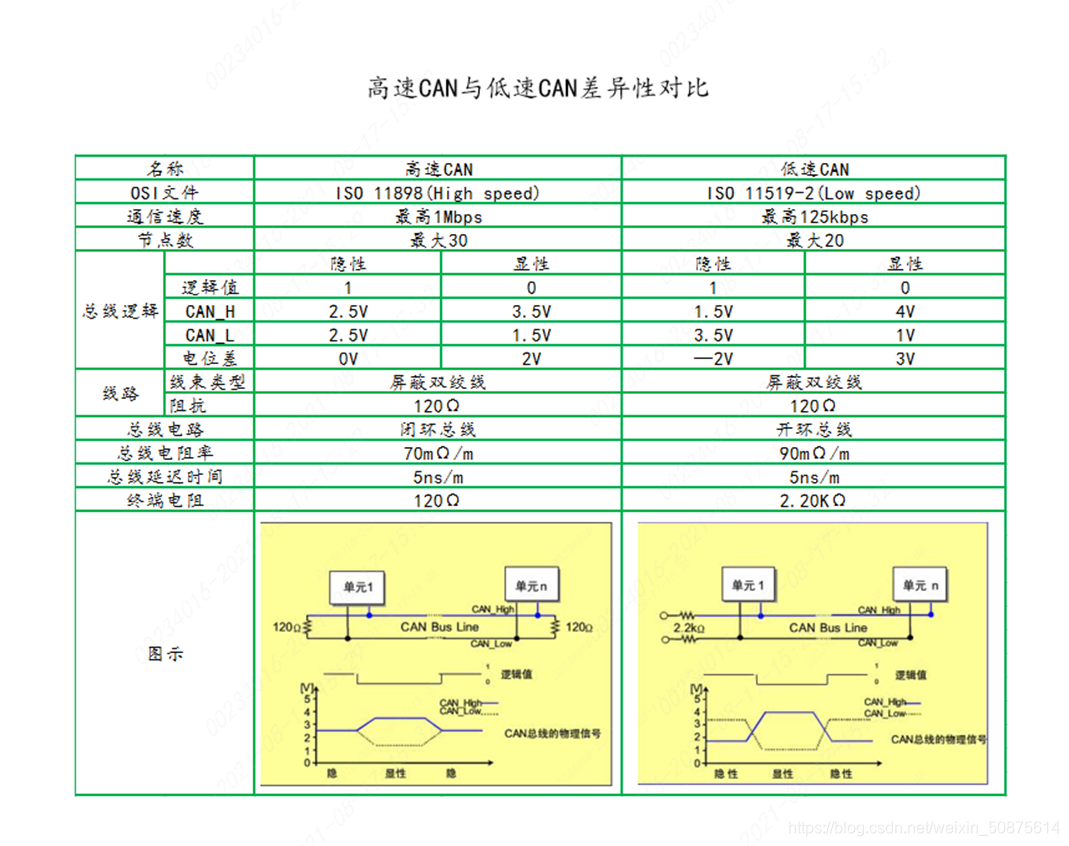 高速CAN与低速CAN差异性对比
名称 高速CAN 低速CAN
OSI文件 ISO 11898(High speed) ISO 11519-2(Low speed)
通信速度 最高1Mbps 最高125kbps
节点数 最大30 最大20
总线逻辑 隐性 显性 隐性 显性
逻辑值 1 0 1 0
CAN_H 2.5V 3.5V 1.5V 4V
CAN_L 2.5V 1.5V 3.5V 1V
电位差 0V 2V —2V 3V
线路 线束类型 屏蔽双绞线 屏蔽双绞线
阻抗 120Ω 120Ω
总线电路 闭环总线 开环总线
总线电阻率 70mΩ/m 90mΩ/m
总线延迟时间 5ns/m 5ns/m
终端电阻 120Ω 2.20KΩ
图示
单元1 单元n
CAN_High
120Ω CAN Bus Line 120Ω
CAN_Low
1
逻辑值
0
[V]
5
4
3
2
1
0
CAN_High
CAN_Low
CAN总线的物理信号
隐 显性 隐
单元1 单元 n
CAN_High
2.2kΩ CAN Bus Line
CAN_Low
1
逻辑值
0
[V]
5
4
3
2
1
0
CAN_High
CAN_Low
CAN总线的物理信号
隐性 显性 隐性
https://blog.csdn.net/weixin_50875614